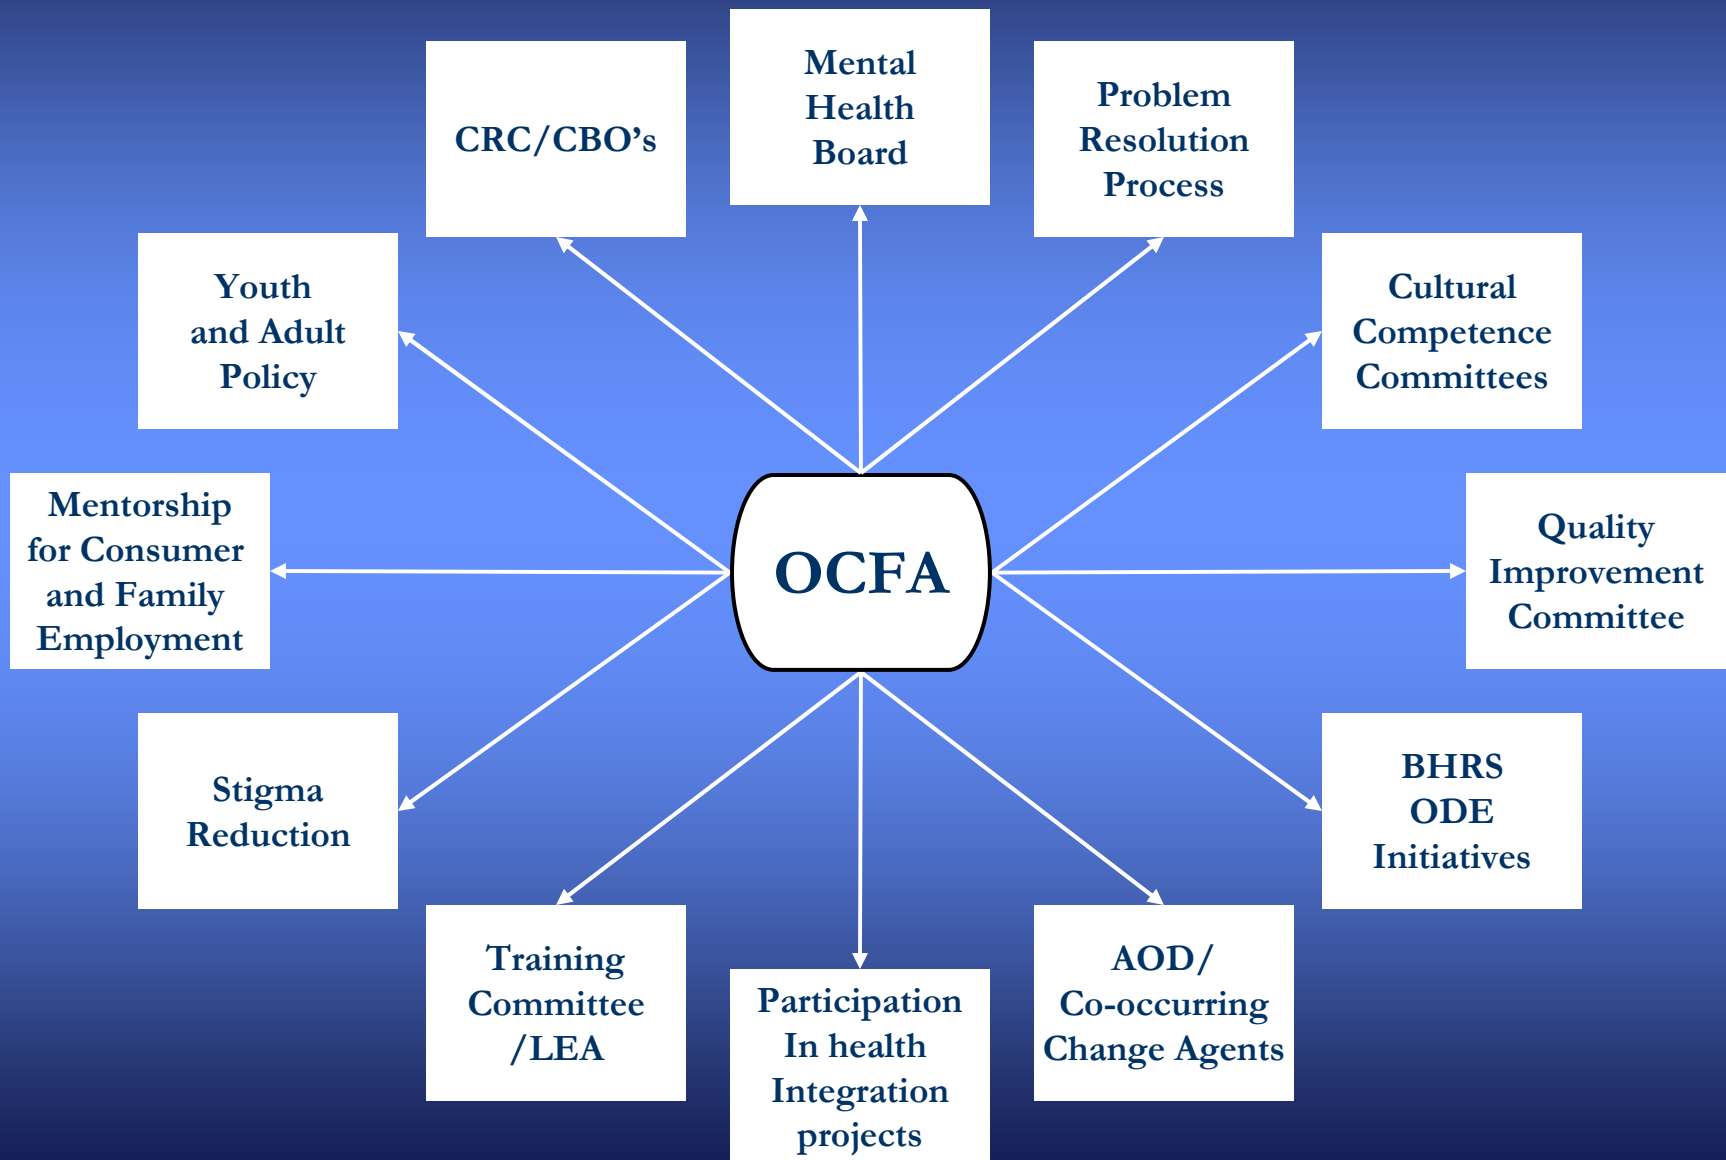 Mental
Health
Board
CRC/CBO’s
Problem
Resolution
Process
Youth
and Adult
Policy
Cultural
Competence
Committees
Mentorship
for Consumer
and Family
Employment
OCFA
Quality
Improvement
Committee
Stigma
Reduction
BHRS
ODE
Initiatives
Training
Committee
/LEA
Participation
In health
Integration
projects
AOD/
Co-occurring
Change Agents